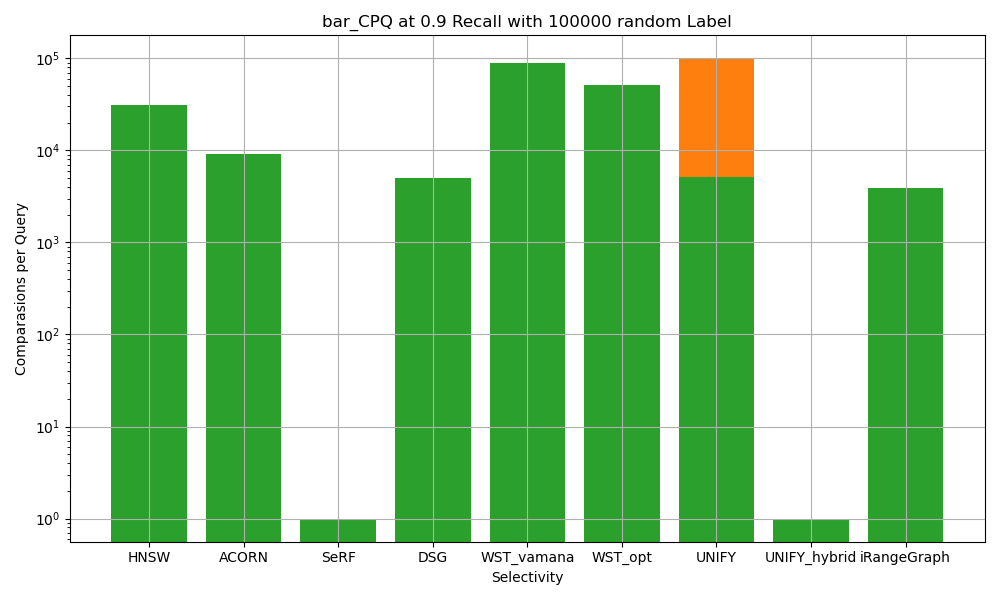 bar_CPQ at 0.9 Recall with 100000 random Label
Comparasions per Query
10^5
10^4
10^3
10^2
10^1
10^0
HNSW ACORN SeRF DSG WST_vamana WST_opt UNIFY UNIFY_hybrid iRangeGraph
Selectivity